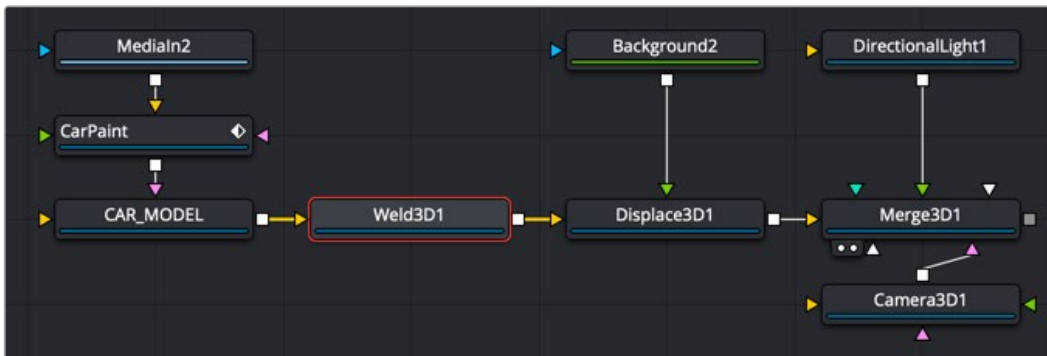 MediaIn2
Background2
DirectionalLight1
CarPaint
CAR_MODEL
Weld3D1
Displace3D1
Merge3D1
Camera3D1